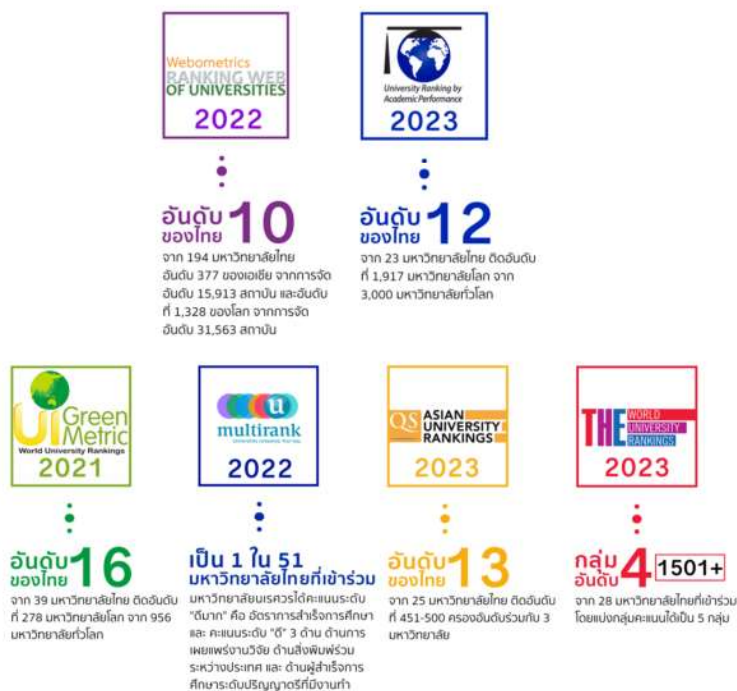 Webometrics
RANKING WEB
OF UNIVERSITIES
2022
อันดับ
ของไทย 10
จาก 194 มหาวิทยาลัยไทย
อันดับ 377 ของเอเชีย จากการจัด
อันดับ 15,913 สถาบัน และอันดับ
ที่ 1,328 ของโลก จากการจัด
อันดับ 31,563 สถาบัน
University Ranking by
Academic Performance
2023
อันดับ
ของไทย 12
จาก 23 มหาวิทยาลัยไทย ติดอันดับ
ที่ 1,917 มหาวิทยาลัยโลก จาก
3,000 มหาวิทยาลัยทั่วโลก
UI Green
Metric
World University Rankings
2021
อันดับ
ของไทย 16
จาก 39 มหาวิทยาลัยไทย ติดอันดับ
ที่ 278 มหาวิทยาลัยโลก จาก 956
มหาวิทยาลัยทั่วโลก
u
multirank
2022
เป็น 1 ใน 51
มหาวิทยาลัยไทยที่เข้าร่วม
มหาวิทยาลัยนเรศวรได้คะแนนระดับ
"ดีมาก" คือ อัตราการสำเร็จการศึกษา
และ คะแนนระดับ "ดี" 3 ด้าน ด้านการ
เผยแพร่งานวิจัย ด้านสิ่งพิมพ์ร่วม
ระหว่างประเทศ และ ด้านผู้สำเร็จการ
ศึกษาระดับปริญญาตรีที่มีงานทำ
QS ASIAN
UNIVERSITY
RANKINGS
2023
อันดับ
ของไทย 13
จาก 25 มหาวิทยาลัยไทย ติดอันดับ
ที่ 451-500 ครองอันดับร่วมกับ 3
มหาวิทยาลัย
THE WORLD
UNIVERSITY
RANKINGS
2023
กลุ่ม
อันดับ 4 1501+
จาก 28 มหาวิทยาลัยไทยที่เข้าร่วม
โดยแบ่งกลุ่มคะแนนได้เป็น 5 กลุ่ม